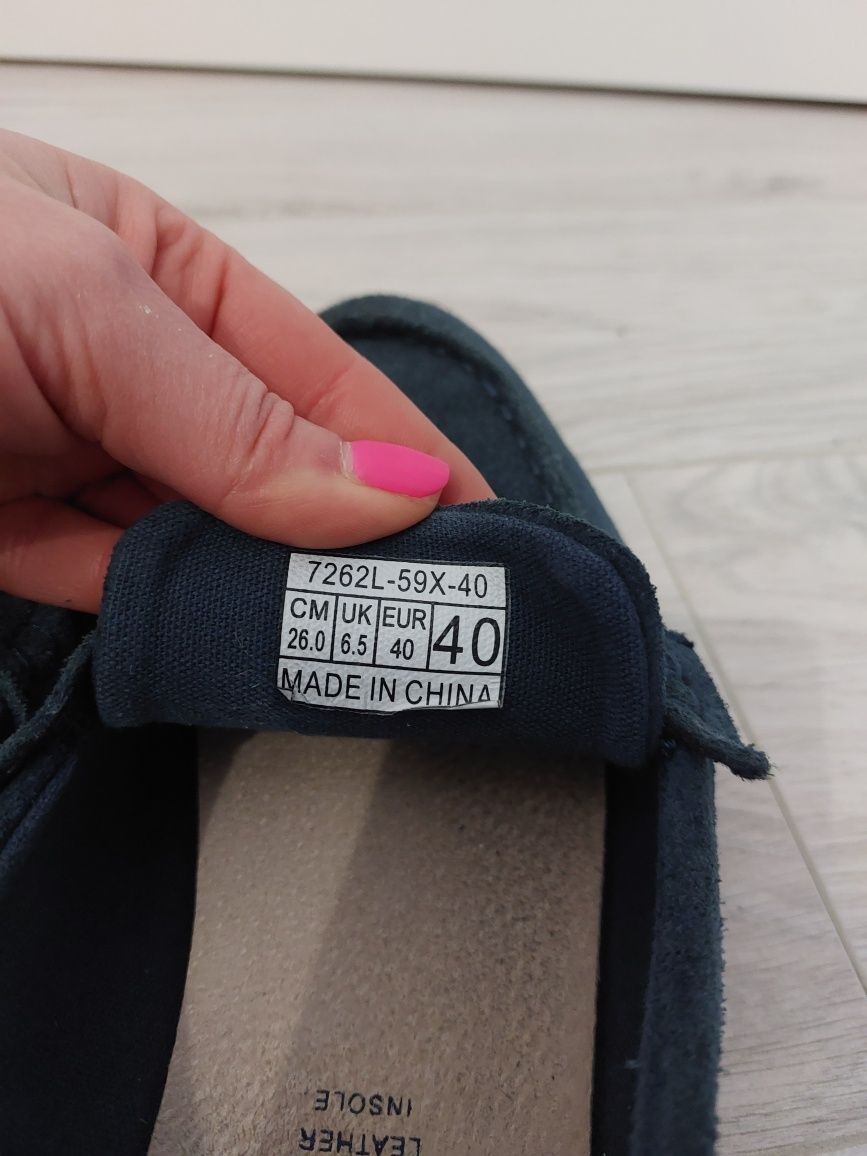 7262L-59X-40
CM UK EUR 40
26.0 6.5 40
MADE IN CHINA
LEATHER
INSOLE